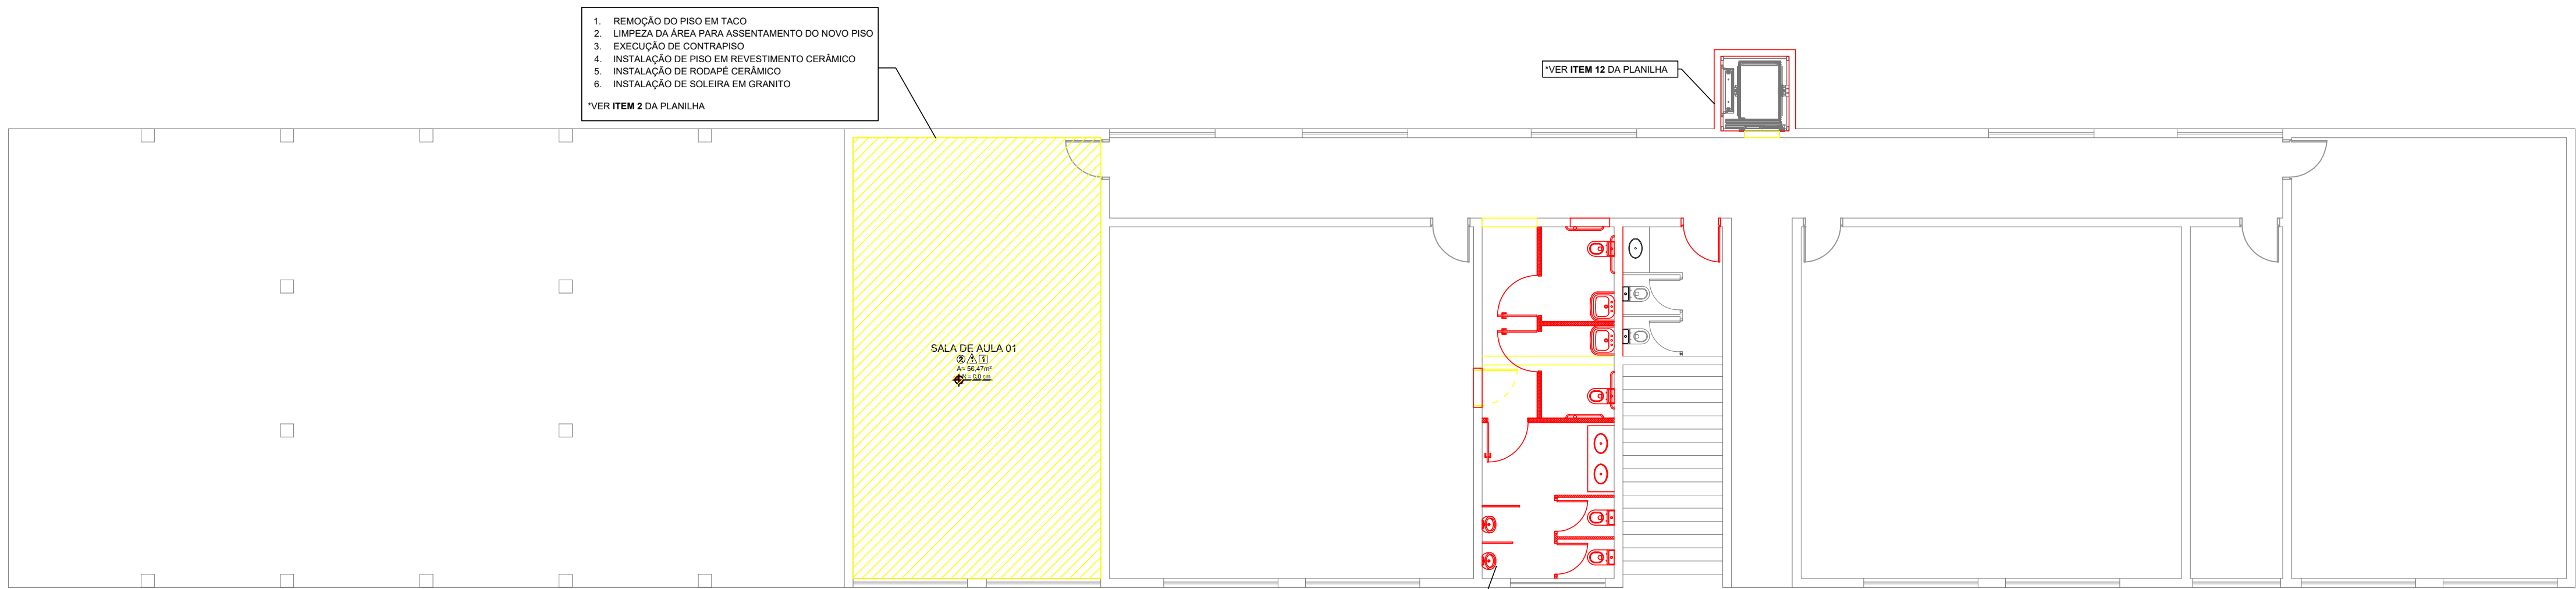 1. REMOÇÃO DO PISO EM TACO
2. LIMPEZA DA ÁREA PARA ASSENTAMENTO DO NOVO PISO
3. EXECUÇÃO DE CONTRAPISO
4. INSTALAÇÃO DE PISO EM REVESTIMENTO CERÂMICO
5. INSTALAÇÃO DE RODAPÉ CERÂMICO
6. INSTALAÇÃO DE SOLEIRA EM GRANITO
*VER ITEM 2 DA PLANILHA
*VER ITEM 12 DA PLANILHA
SALA DE AULA 01
A= 56.47m²